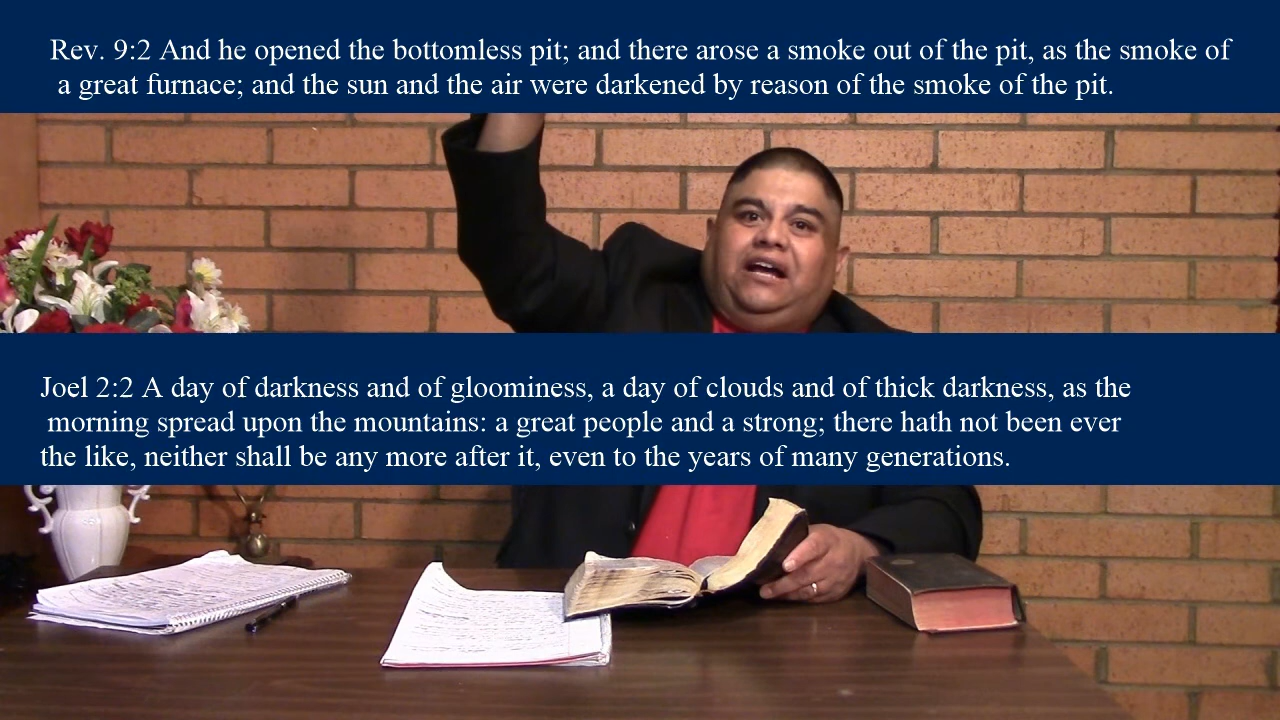 Rev. 9:2 And he opened the bottomless pit; and there arose a smoke out of the pit, as the smoke of
a great furnace; and the sun and the air were darkened by reason of the smoke of the pit.
Joel 2:2 A day of darkness and of gloominess, a day of clouds and of thick darkness, as the
morning spread upon the mountains: a great people and a strong; there hath not been ever
the like, neither shall be any more after it, even to the years of many generations.